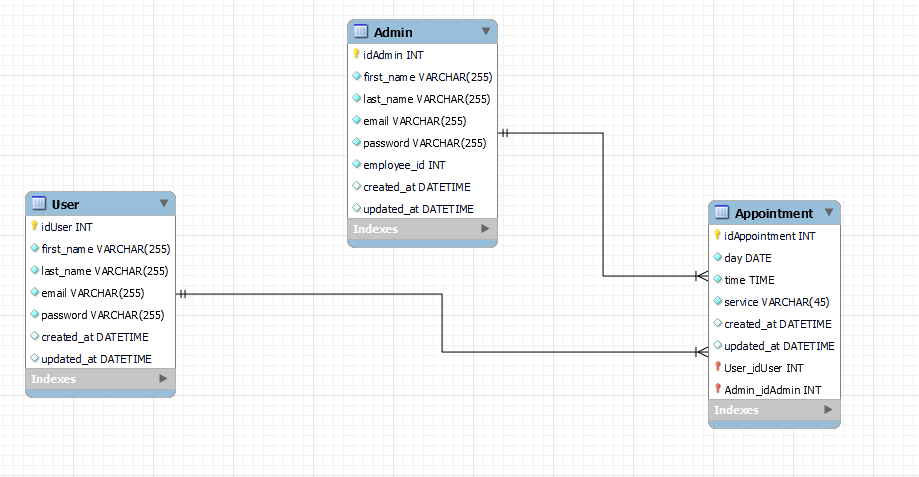 Admin
idAdmin INT
first_name VARCHAR(255)
last_name VARCHAR(255)
email VARCHAR(255)
password VARCHAR(255)
employee_id INT
created_at DATETIME
updated_at DATETIME
Indexes
User
idUser INT
first_name VARCHAR(255)
last_name VARCHAR(255)
email VARCHAR(255)
password VARCHAR(255)
created_at DATETIME
updated_at DATETIME
Indexes
Appointment
idAppointment INT
day DATE
time TIME
service VARCHAR(45)
created_at DATETIME
updated_at DATETIME
User_idUser INT
Admin_idAdmin INT
Indexes